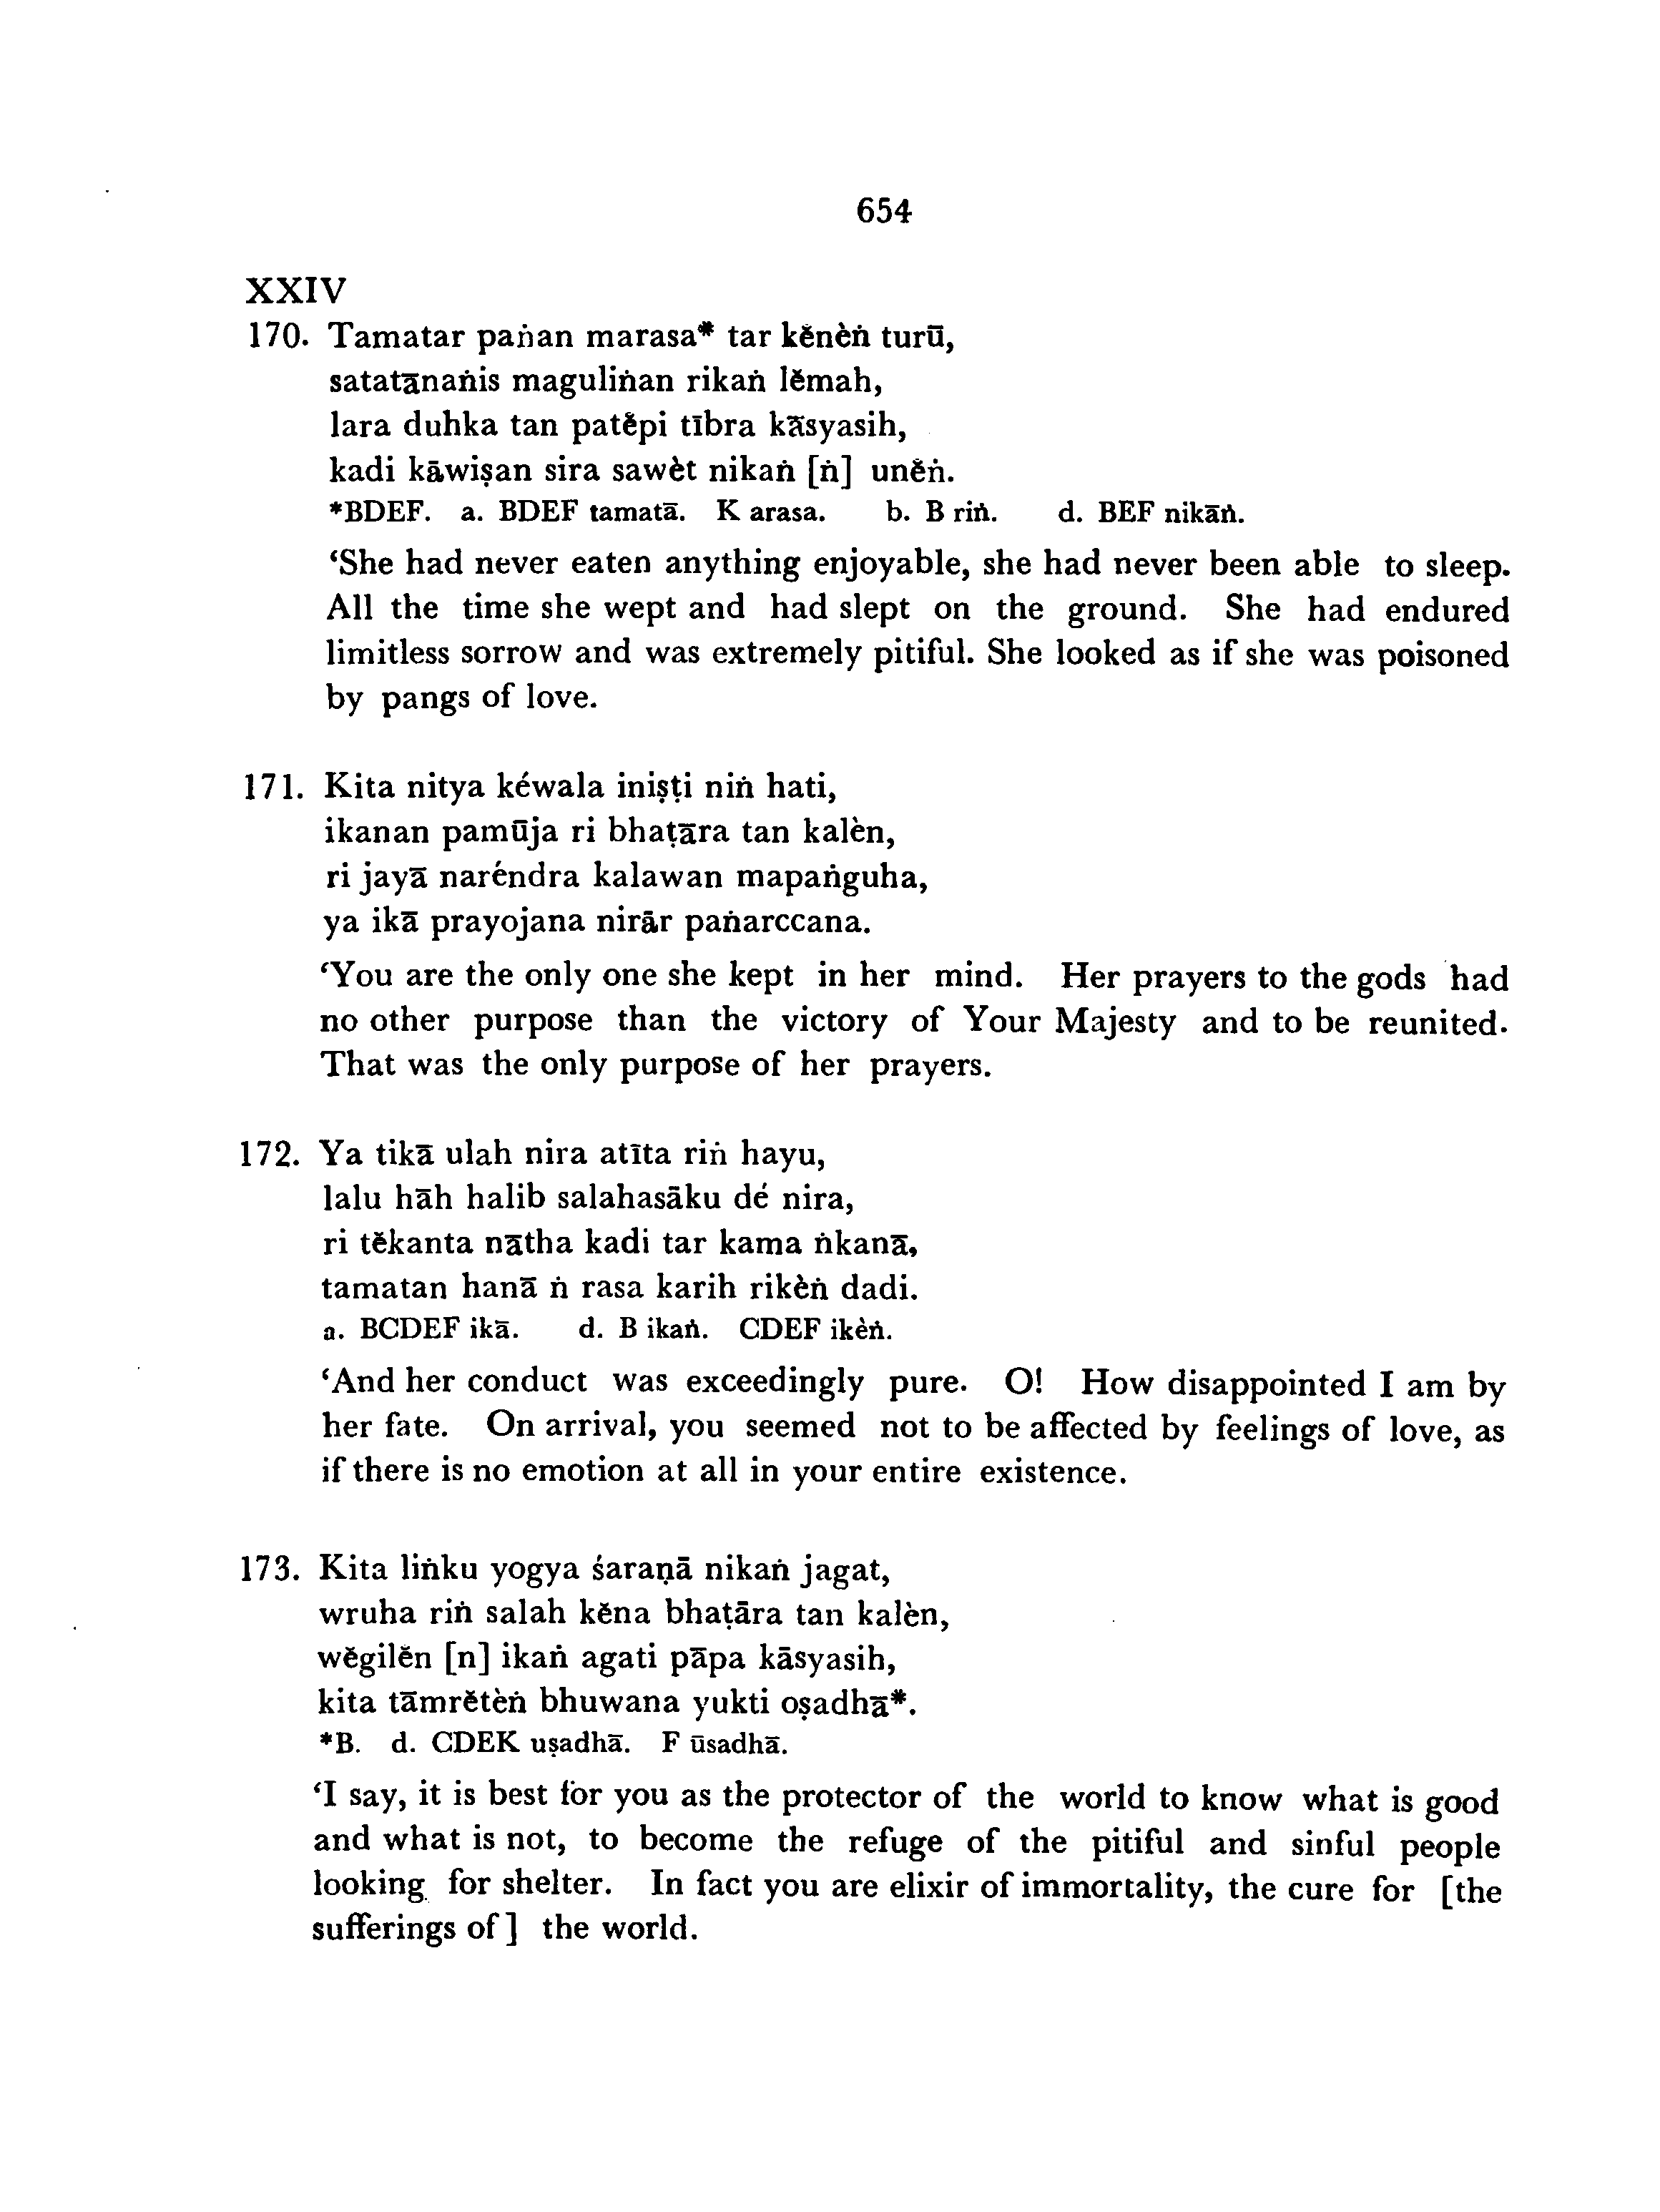 654
XXIV
170. Tamatar paṅan marasa* tar kĕnèṅ turū,
satatānaṅis maguliṅan rikaṅ lĕmah,
lara duhka tan patĕpi tībra kāsyasih,
kadi kāwiṣan sira sawèt nikaṅ [ṅ] unĕṅ.
*BDEF. a. BDEF tamatā. K arasa. b. B riṅ. d. BEF nikāṅ.
‘She had never eaten anything enjoyable, she had never been able to sleep.
All the time she wept and had slept on the ground. She had endured
limitless sorrow and was extremely pitiful. She looked as if she was poisoned
by pangs of love.
171. Kita nitya kéwala iniṣṭi niṅ hati,
ikanan pamūja ri bhaṭāra tan kalèn,
ri jayā naréndra kalawan mapaṅguha,
ya ikā prayojana nirār paṅarccana.
‘You are the only one she kept in her mind. Her prayers to the gods had
no other purpose than the victory of Your Majesty and to be reunited.
That was the only purpose of her prayers.
172. Ya tikā ulah nira atīta riṅ hayu,
lalu hāh halib salahasāku dé nira,
ri tĕkanta nātha kadi tar kama ṅkanā,
tamatan hanā ṅ rasa karih rikèṅ dadi.
a. BCDEF ikā. d. B ikaṅ. CDEF ikèṅ.
‘And her conduct was exceedingly pure. O! How disappointed I am by
her fate. On arrival, you seemed not to be affected by feelings of love, as
if there is no emotion at all in your entire existence.
173. Kita liṅku yogya śaraṇā nikaṅ jagat,
wruha riṅ salah kĕna bhaṭāra tan kalèn,
wĕgilĕn [n] ikaṅ agati pāpa kāsyasih,
kita tāmrĕtèṅ bhuwana yukti oṣadhā*.
*B. d. CDEK uṣadhā. F ūsadhā.
‘I say, it is best for you as the protector of the world to know what is good
and what is not, to become the refuge of the pitiful and sinful people
looking for shelter. In fact you are elixir of immortality, the cure for [the
sufferings of] the world.